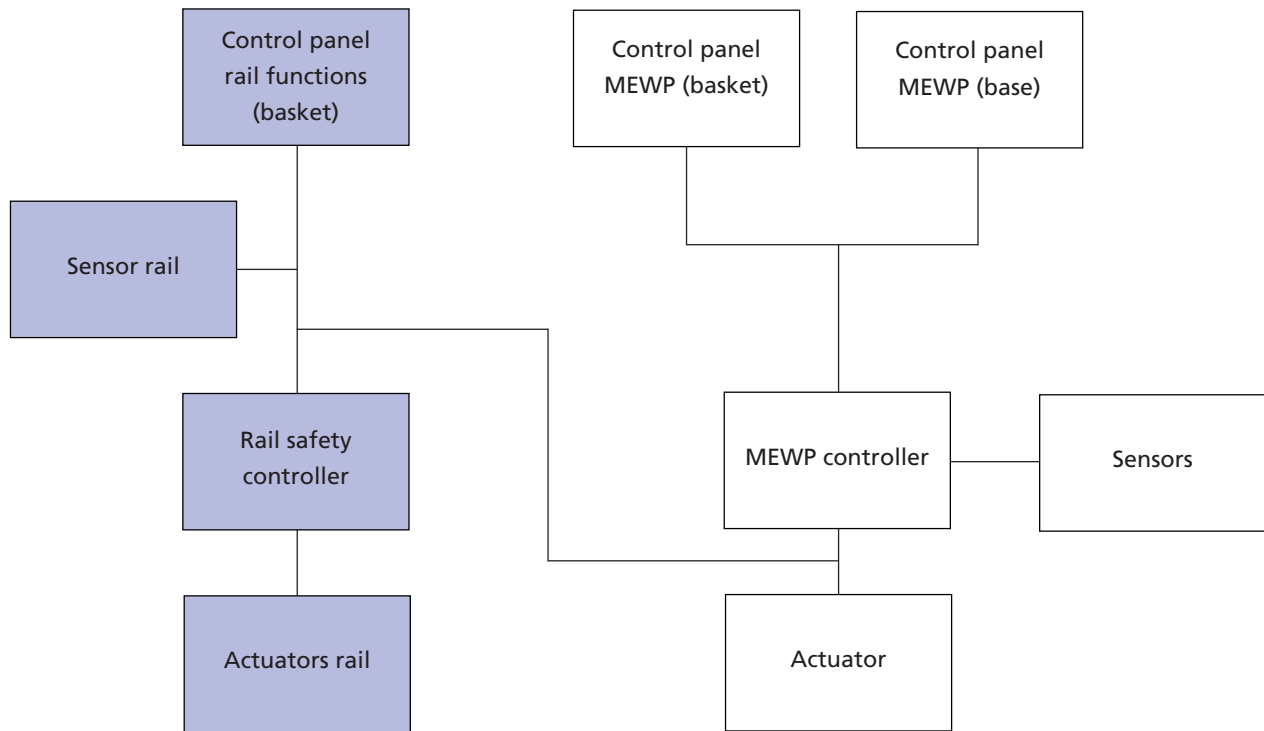 Control panel
rail functions
(basket)
Control panel
MEWP (basket)
Control panel
MEWP (base)
Sensor rail
Rail safety
controller
MEWP controller
Sensors
Actuators rail
Actuator